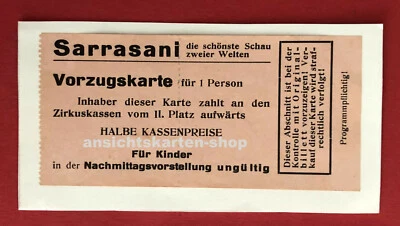 Sarrasani die schönste Schau
zweier Welten
Vorzugskarte für 1 Person
Inhaber dieser Karte zahlt an den
Zirkuskassen vom II. Platz aufwärts
HALBE KASSENPREISE
ansichtskarten-shop
Für Kinder
in der Nachmittagsvorstellung ungültig
Dieser Abschnitt ist bei der
Kontrolle mit Original-
billett vorzuzeigen! Ver-
kauf dieser Karte wird straf-
rechtlich verfolgt!
Programmpflichtig!